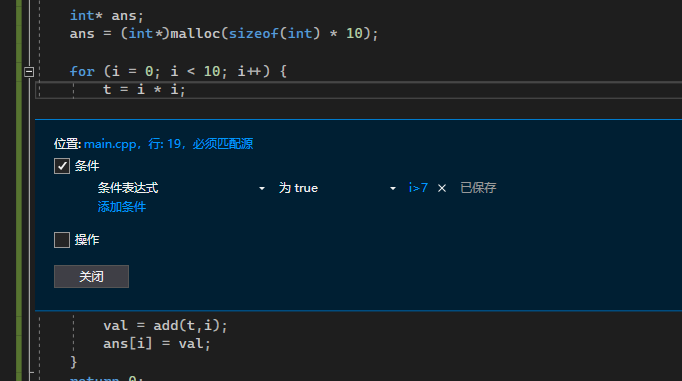 int* ans;
ans = (int*)malloc(sizeof(int) * 10);
for (i = 0; i < 10; i++) {
t = i * i;
位置: main.cpp，行: 19，必须匹配源
条件
条件表达式 为 true i>7 × 已保存
添加条件
操作
关闭
val = add(t,i);
ans[i] = val;
}
return 0;